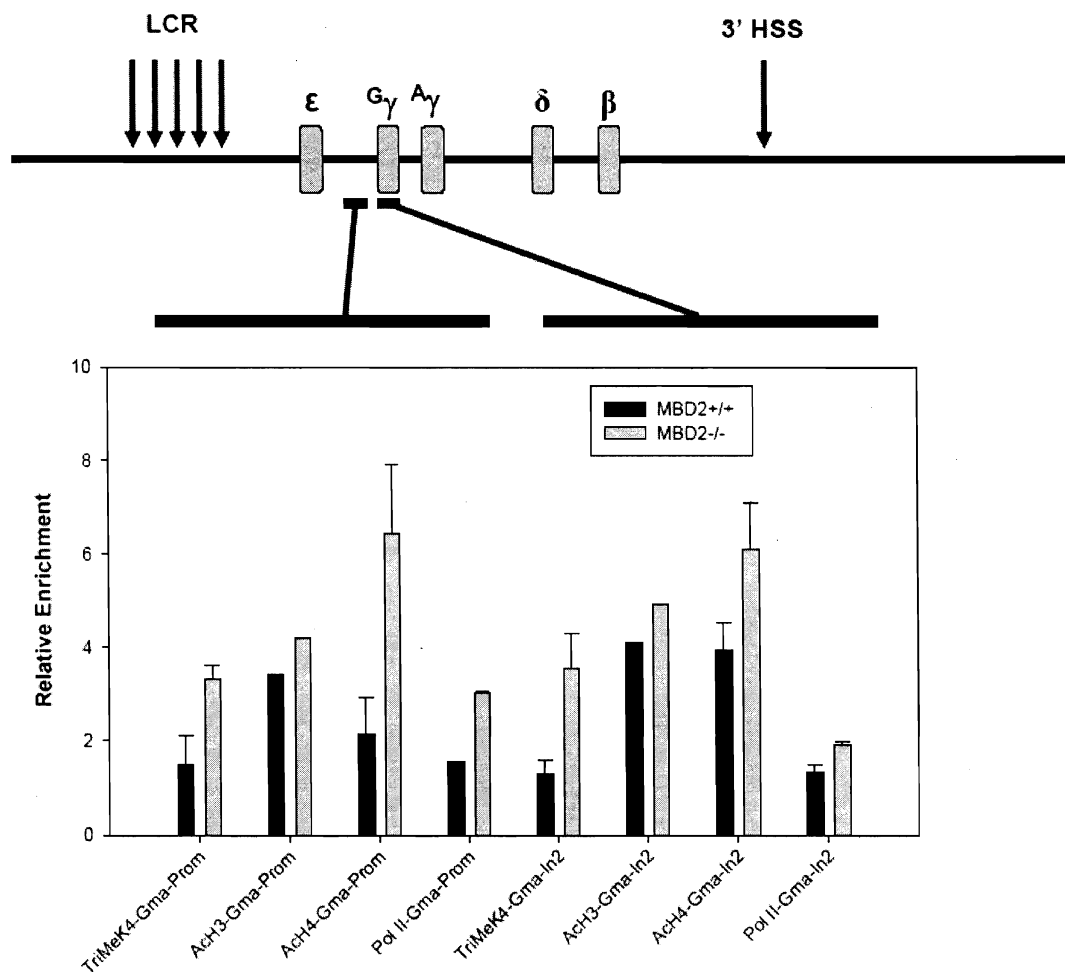 LCR
3' HSS
ε
Gγ
Aγ
δ
β
10
8
6
4
2
0
Relative Enrichment
MBD2+/+
MBD2-/-
TriMeK4-Gma-Prom
AcH3-Gma-Prom
AcH4-Gma-Prom
Pol II-Gma-Prom
TriMeK4-Gma-In2
AcH3-Gma-In2
AcH4-Gma-In2
Pol II-Gma-In2